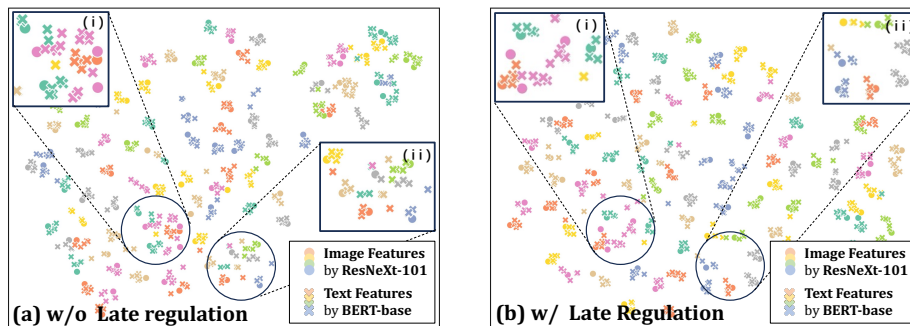 (i)
(ii)
Image Features
by ResNeXt-101
Text Features
by BERT-base
(a) w/o Late regulation
(i)
(ii)
Image Features
by ResNeXt-101
Text Features
by BERT-base
(b) w/ Late Regulation